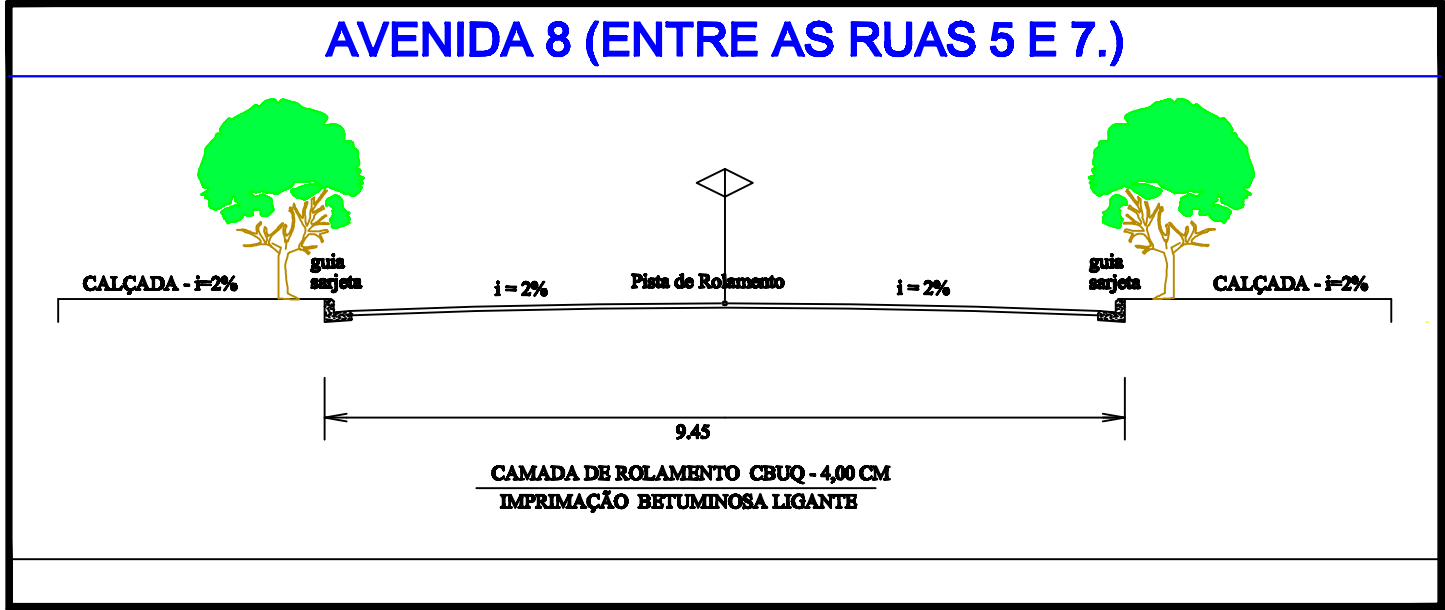 AVENIDA 8 (ENTRE AS RUAS 5 E 7.)
guia
sarjeta
guia
sarjeta
CALÇADA - i=2%
i = 2%
Pista de Rolamento
i = 2%
CALÇADA - i=2%
9.45
CAMADA DE ROLAMENTO CBUQ - 4,00 CM
IMPRIMAÇÃO BETUMINOSA LIGANTE